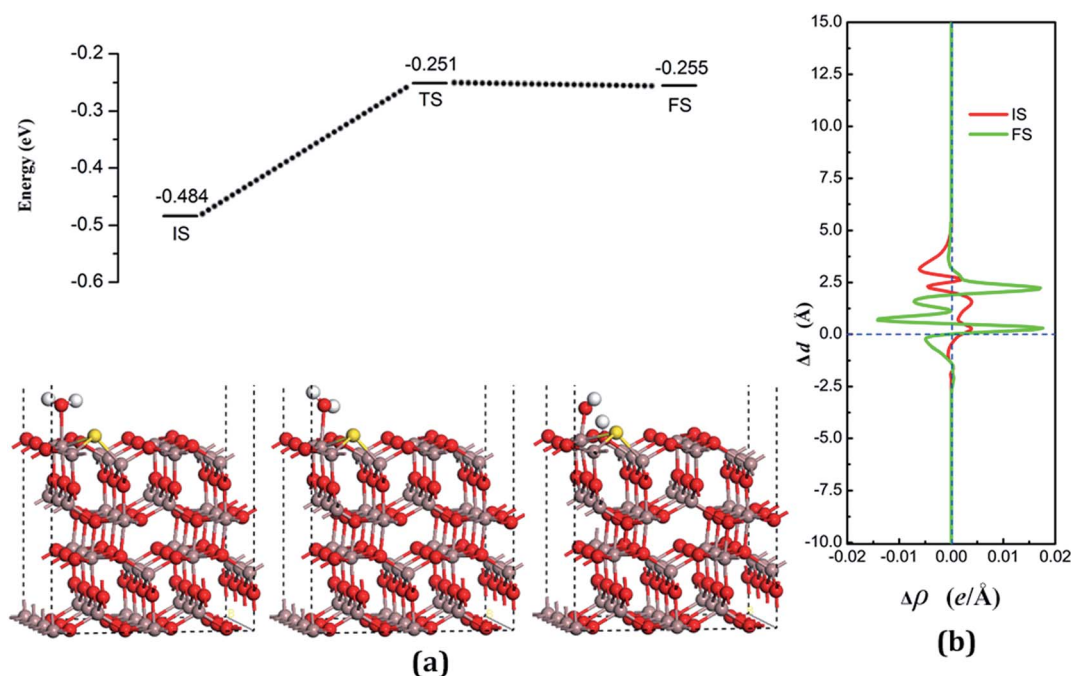 -0.2
-0.3
-0.4
-0.5
-0.6
Energy (eV)
-0.484
IS
-0.251
TS
-0.255
FS
(a)
15.0
12.5
10.0
7.5
5.0
2.5
0.0
-2.5
-5.0
-7.5
-10.0
Δd (Å)
IS
FS
-0.02
-0.01
0.00
0.01
0.02
Δρ (e/Å)
(b)